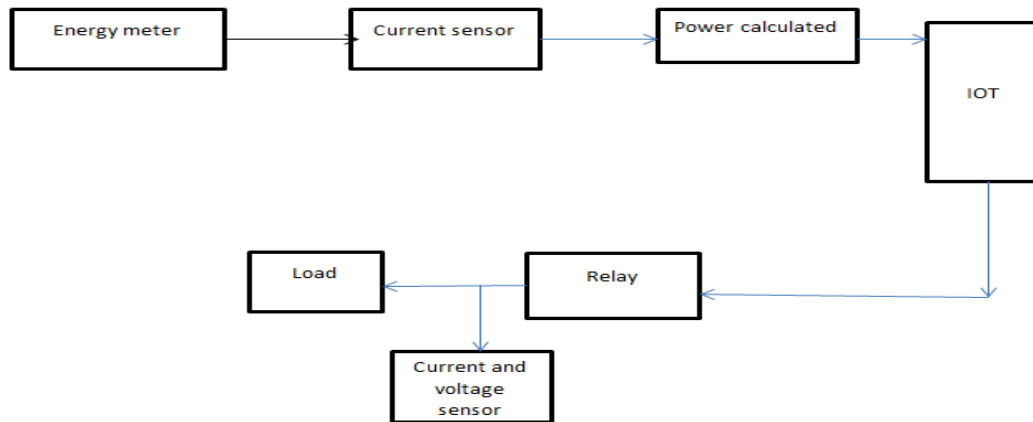 Energy meter
Current sensor
Power calculated
IOT
Load
Relay
Current and
voltage
sensor